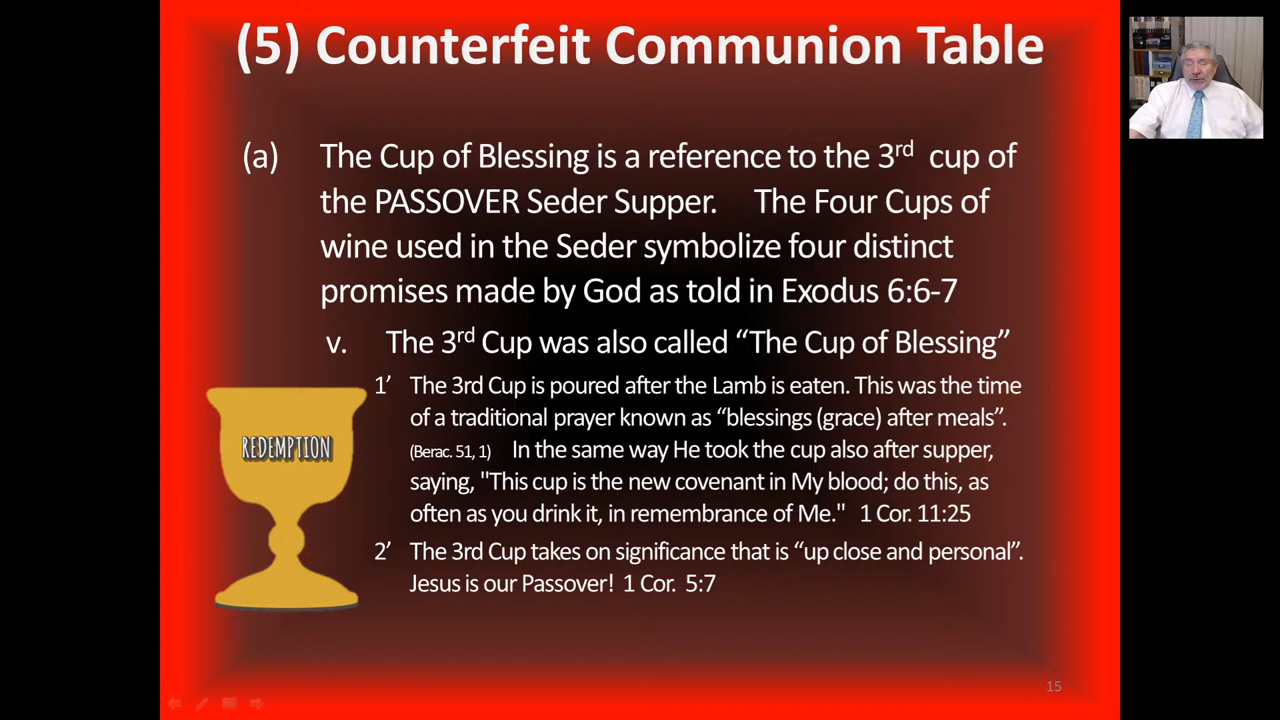 (5) Counterfeit Communion Table
(a) The Cup of Blessing is a reference to the 3rd cup of
the PASSOVER Seder Supper. The Four Cups of
wine used in the Seder symbolize four distinct
promises made by God as told in Exodus 6:6-7
v. The 3rd Cup was also called “The Cup of Blessing”
1’ The 3rd Cup is poured after the Lamb is eaten. This was the time
of a traditional prayer known as “blessings (grace) after meals”.
(Berac. 51, 1) In the same way He took the cup also after supper,
saying, "This cup is the new covenant in My blood; do this, as
often as you drink it, in remembrance of Me." 1 Cor. 11:25
2’ The 3rd Cup takes on significance that is “up close and personal”.
Jesus is our Passover! 1 Cor. 5:7
REDEMPTION
15